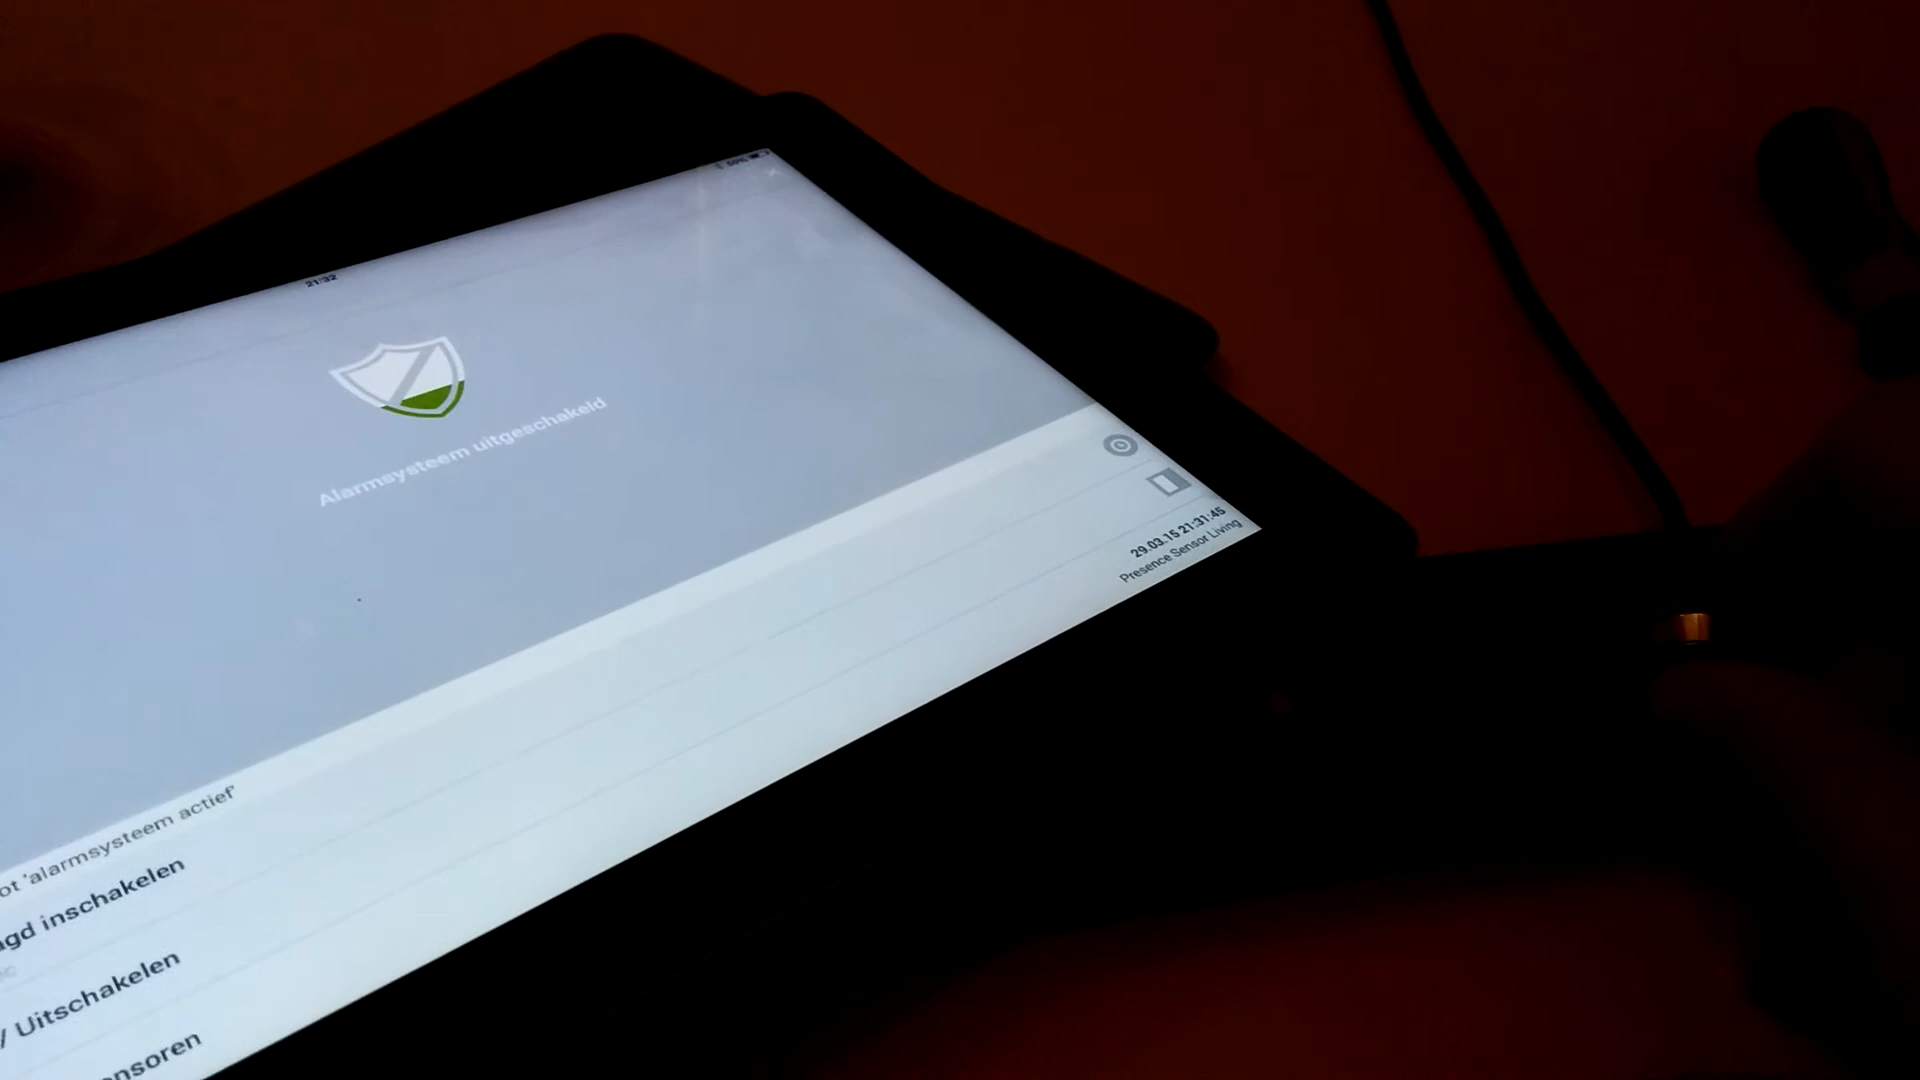 21:32
Alarmsysteem uitgeschakeld
'alarmsysteem actief'
inschakelen
/ Uitschakelen
29.03.15 21:31:45
Presence Sensor Living